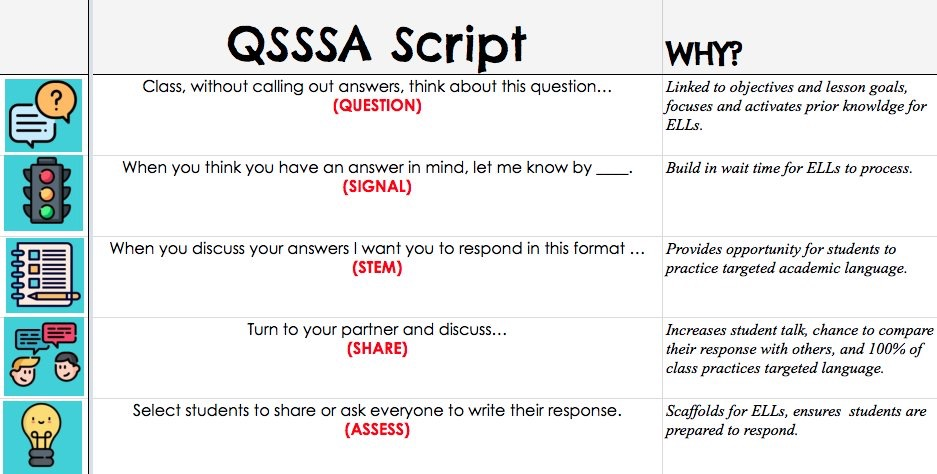 QSSSA Script
WHY?
Class, without calling out answers, think about this question…
(QUESTION)
Linked to objectives and lesson goals,
focuses and activates prior knowldge for
ELLs.
?
When you think you have an answer in mind, let me know by ____.
(SIGNAL)
Build in wait time for ELLs to process.
When you discuss your answers I want you to respond in this format …
(STEM)
Provides opportunity for students to
practice targeted academic language.
Turn to your partner and discuss…
(SHARE)
Increases student talk, chance to compare
their response with others, and 100% of
class practices targeted language.
Select students to share or ask everyone to write their response.
(ASSESS)
Scaffolds for ELLs, ensures  students are
prepared to respond.